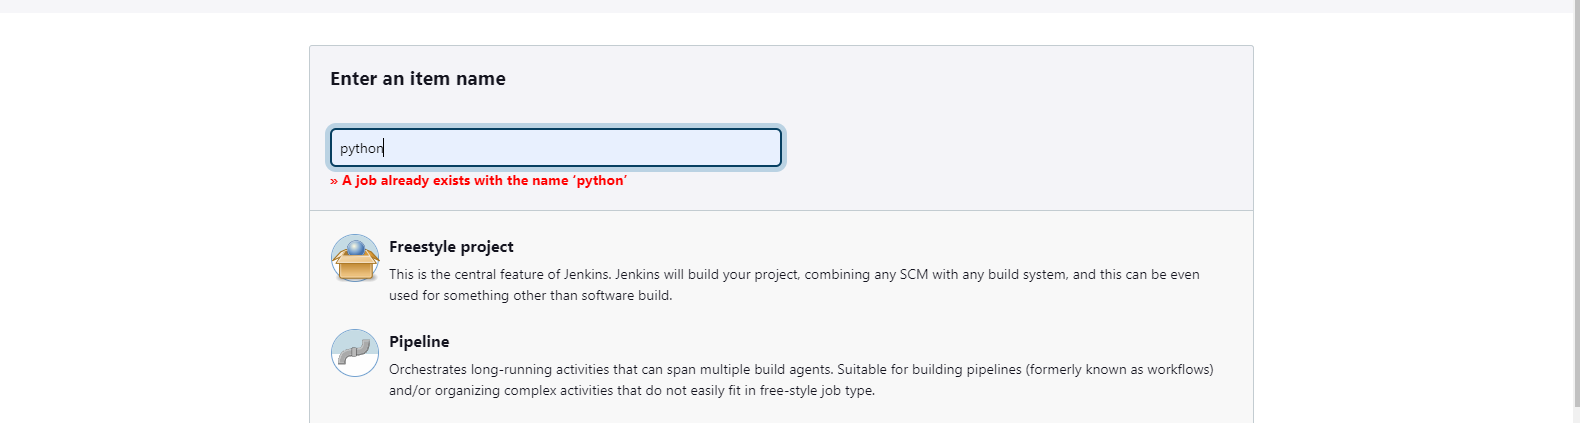 Enter an item name
python
» A job already exists with the name ‘python’
Freestyle project
This is the central feature of Jenkins. Jenkins will build your project, combining any SCM with any build system, and this can be even
used for something other than software build.
Pipeline
Orchestrates long-running activities that can span multiple build agents. Suitable for building pipelines (formerly known as workflows)
and/or organizing complex activities that do not easily fit in free-style job type.